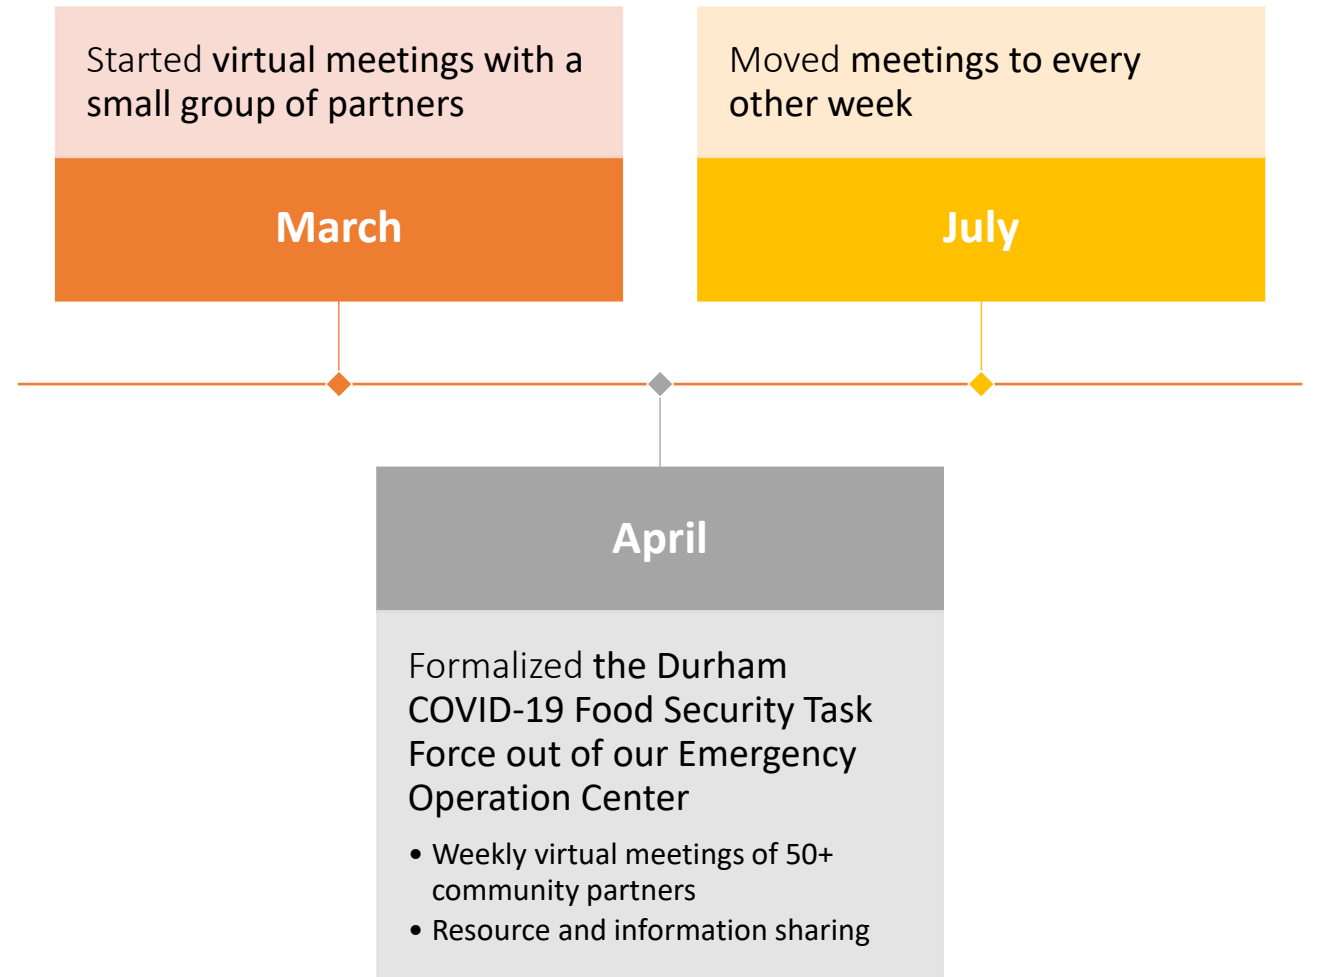 Started virtual meetings with a
small group of partners
March
Moved meetings to every
other week
July
April
Formalized the Durham
COVID-19 Food Security Task
Force out of our Emergency
Operation Center
• Weekly virtual meetings of 50+
community partners
• Resource and information sharing